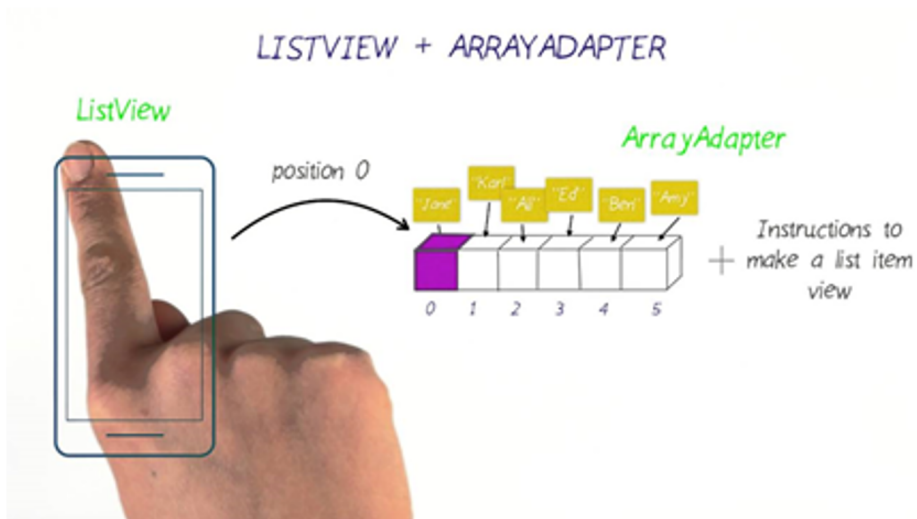 LISTVIEW + ARRAYADAPTER
ListView
ArrayAdapter
position 0
"Jane"
"Karl"
"Ali"
"Ed"
"Ben"
"Amy"
Instructions to
+ make a list item
view
0 1 2 3 4 5